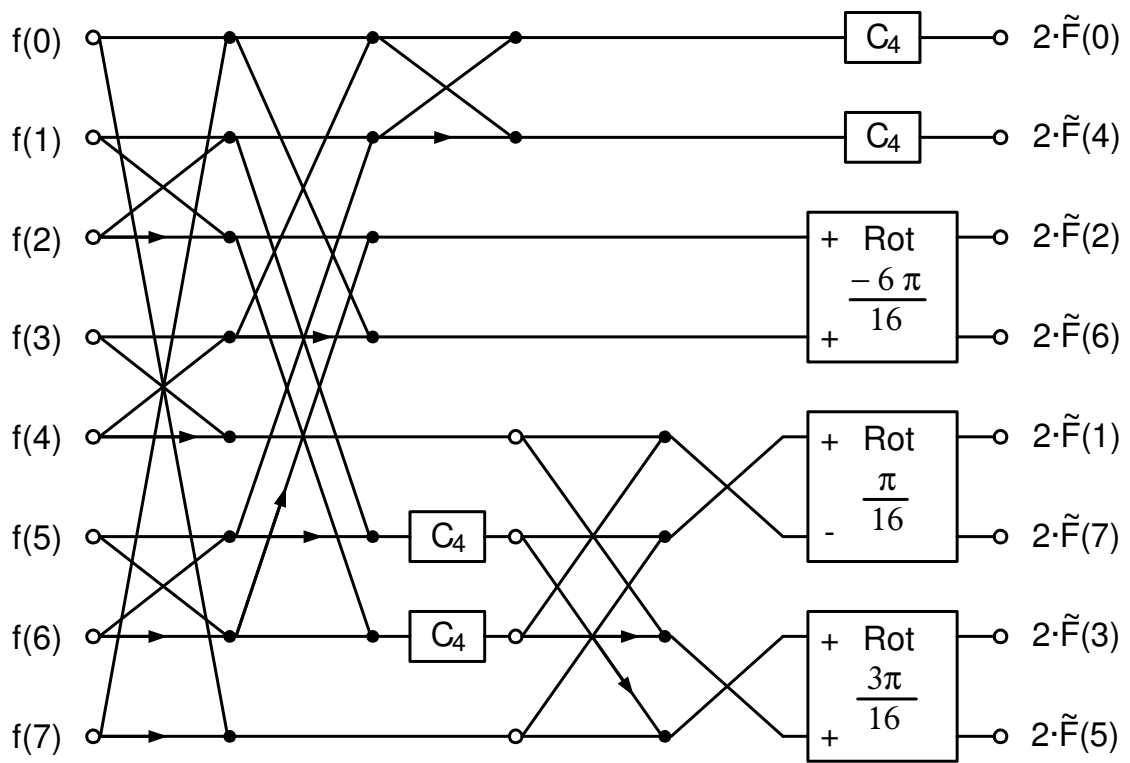 f(0) C₄ 2·F̃(0)
f(1) C₄ 2·F̃(4)
f(2) + Rot 2·F̃(2)
– 6 π
16
f(3) + 2·F̃(6)
f(4) + Rot 2·F̃(1)
π
16
f(5) C₄ - 2·F̃(7)
f(6) C₄ + Rot 2·F̃(3)
3π
16
f(7) + 2·F̃(5)